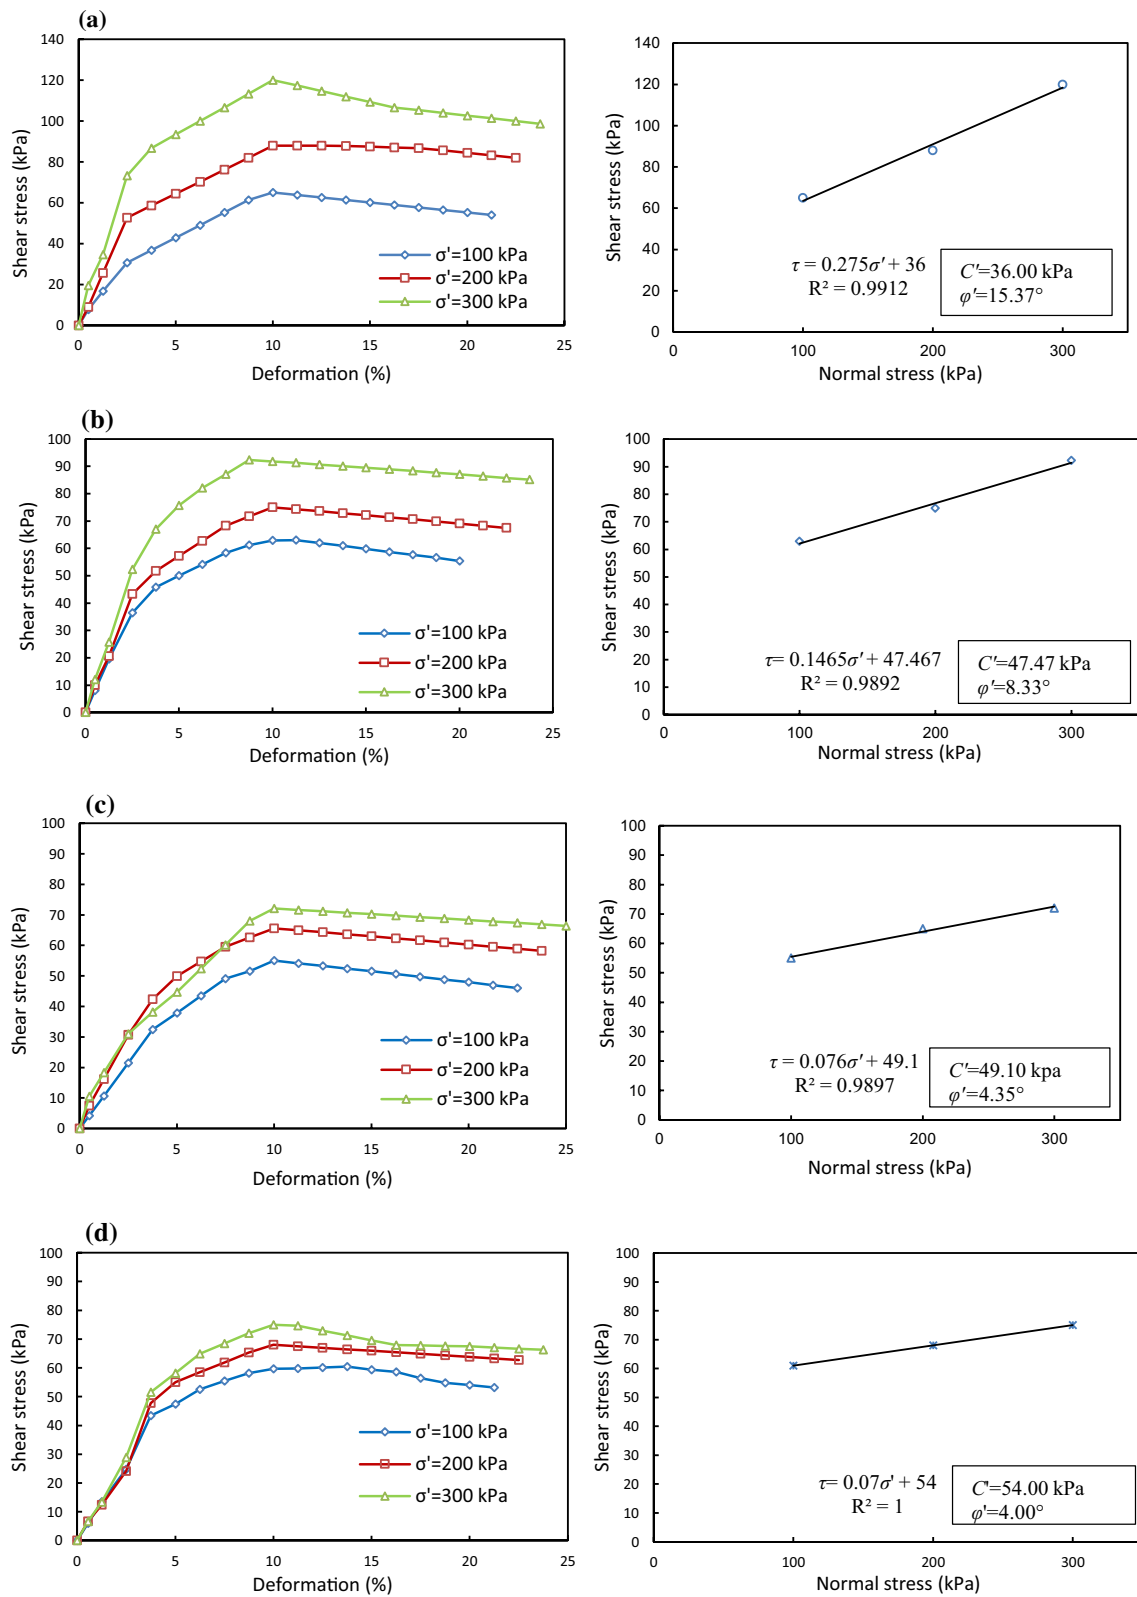 (a)
140
120
100
80
60
40
20
0
0
5
10
15
20
25
Shear stress (kPa)
Deformation (%)
σ'=100 kPa
σ'=200 kPa
σ'=300 kPa
140
120
100
80
60
40
20
0
0
100
200
300
Shear stress (kPa)
Normal stress (kPa)
τ = 0.275σ' + 36
R² = 0.9912
C'=36.00 kPa
φ'=15.37°
(b)
100
90
80
70
60
50
40
30
20
10
0
0
5
10
15
20
25
Shear stress (kPa)
Deformation (%)
σ'=100 kPa
σ'=200 kPa
σ'=300 kPa
100
90
80
70
60
50
40
30
20
10
0
0
100
200
300
Shear stress (kPa)
Normal stress (kPa)
τ= 0.1465σ' + 47.467
R² = 0.9892
C'=47.47 kPa
φ'=8.33°
(c)
100
90
80
70
60
50
40
30
20
10
0
0
5
10
15
20
25
Shear stress (kPa)
Deformation (%)
σ'=100 kPa
σ'=200 kPa
σ'=300 kPa
100
90
80
70
60
50
40
30
20
10
0
0
100
200
300
Shear stress (kPa)
Normal stress (kPa)
τ = 0.076σ' + 49.1
R² = 0.9897
C'=49.10 kpa
φ'=4.35°
(d)
100
90
80
70
60
50
40
30
20
10
0
0
5
10
15
20
25
Shear stress (kPa)
Deformation (%)
σ'=100 kPa
σ'=200 kPa
σ'=300 kPa
100
90
80
70
60
50
40
30
20
10
0
0
100
200
300
Shear stress (kPa)
Normal stress (kPa)
τ= 0.07σ' + 54
R² = 1
C'=54.00 kPa
φ'=4.00°